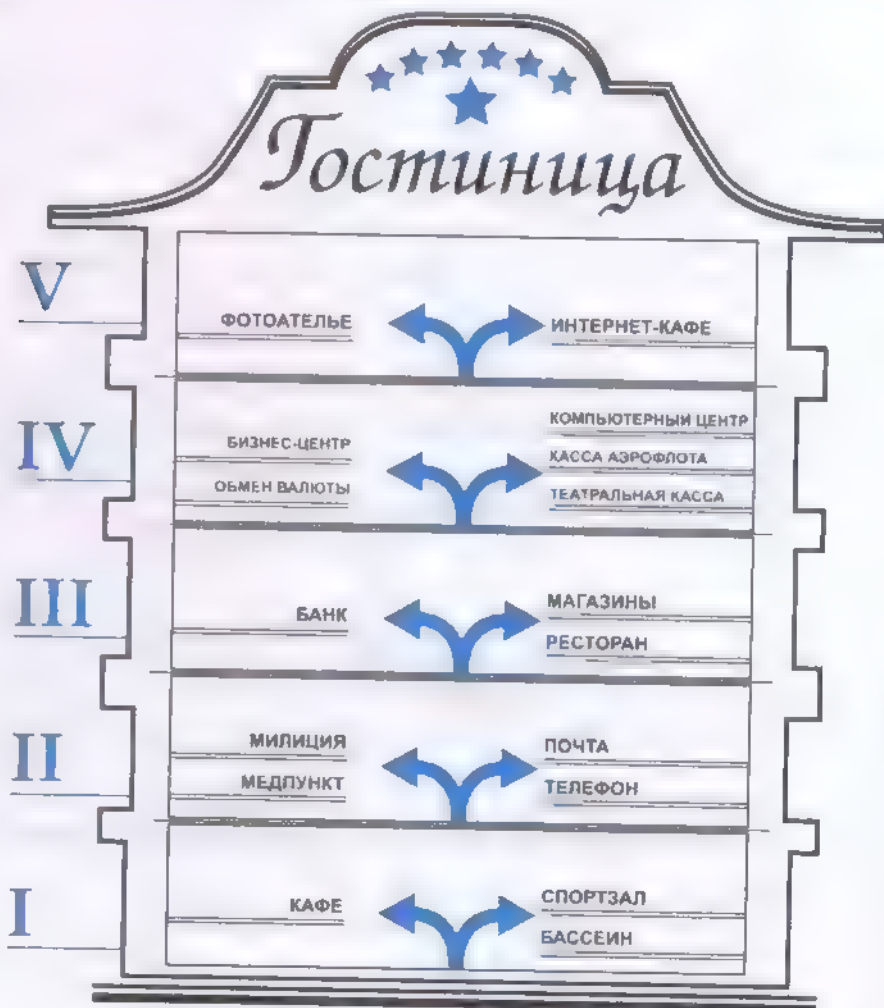 Гостиница
V
ФОТОАТЕЛЬЕ
ИНТЕРНЕТ-КАФЕ
IV
БИЗНЕС-ЦЕНТР
ОБМЕН ВАЛЮТЫ
КОМПЬЮТЕРНЫЙ ЦЕНТР
КАССА АЭРОФЛОТА
ТЕАТРАЛЬНАЯ КАССА
III
БАНК
МАГАЗИНЫ
РЕСТОРАН
II
МИЛИЦИЯ
МЕДПУНКТ
ПОЧТА
ТЕЛЕФОН
I
КАФЕ
СПОРТЗАЛ
БАССЕИН